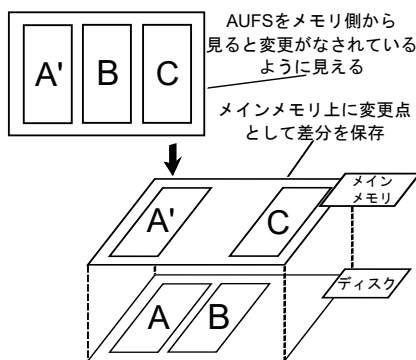 AUFSをメモリ側から
見ると変更がなされている
ように見える
A'
B
C
メインメモリ上に変更点
として差分を保存
メイン
メモリ
A'
C
ディスク
A
B